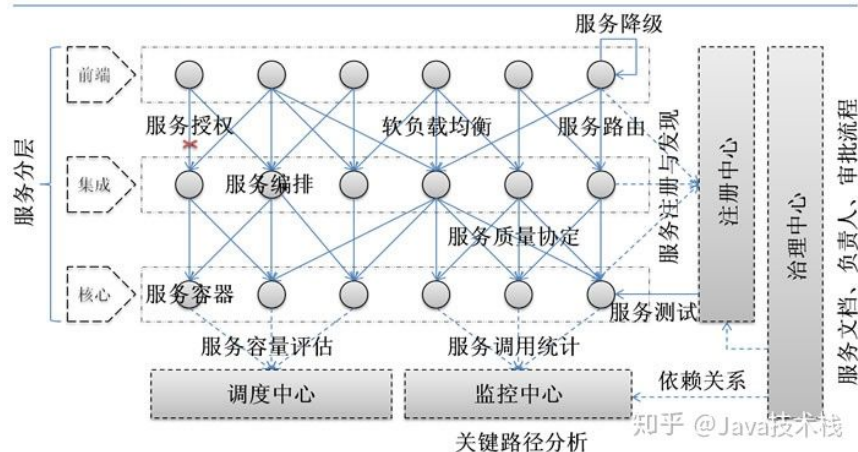 服务降级
前端
服务授权
软负载均衡
服务路由
服务分层
集成
服务编排
服务注册与发现
注册中心
治理中心
服务文档、负责人、审批流程
服务质量协定
核心
服务容器
服务测试
服务容量评估
服务调用统计
调度中心
监控中心
依赖关系
关键路径分析
知乎 @Java技术栈